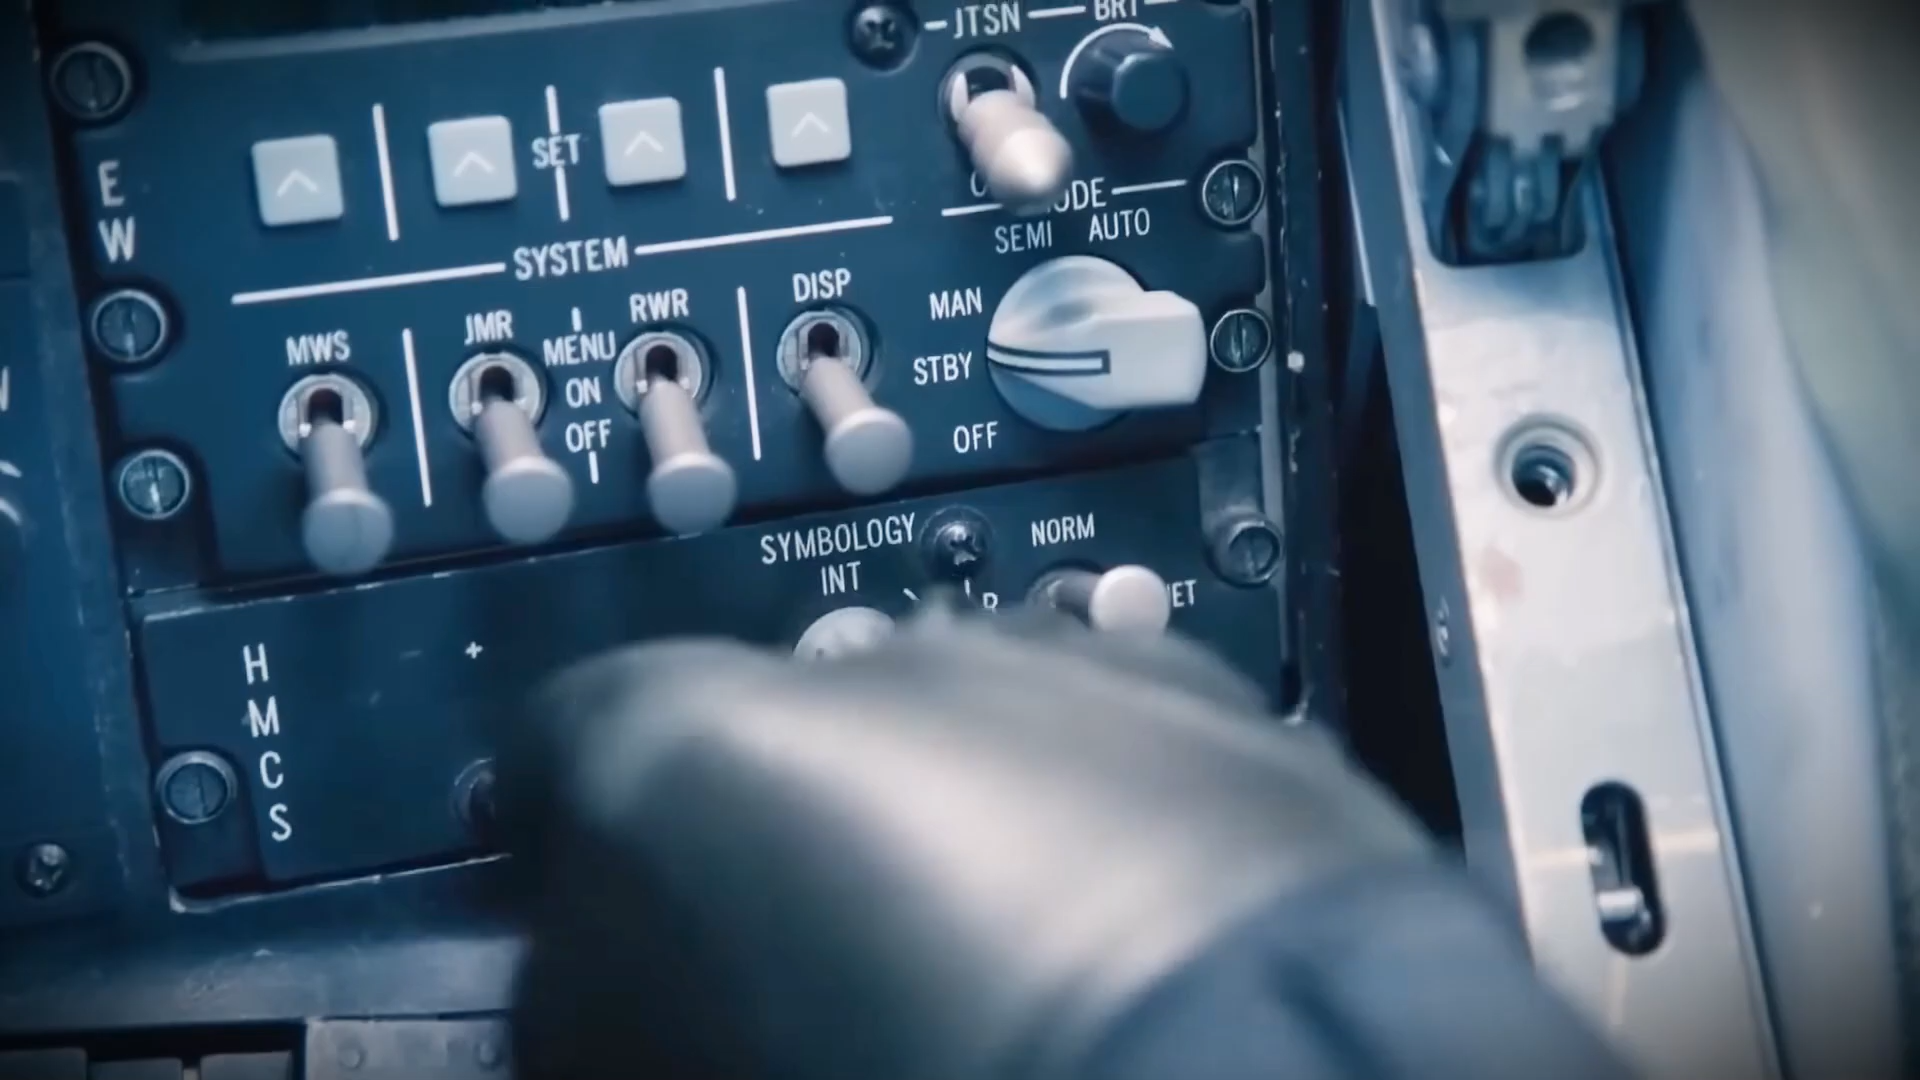 JTSN BRT
E
W
SET
SEMI AUTO
SYSTEM
MWS
JMR
MENU
ON
OFF
RWR
DISP
MAN
STBY
OFF
SYMBOLOGY
INT
NORM
H
M
C
S